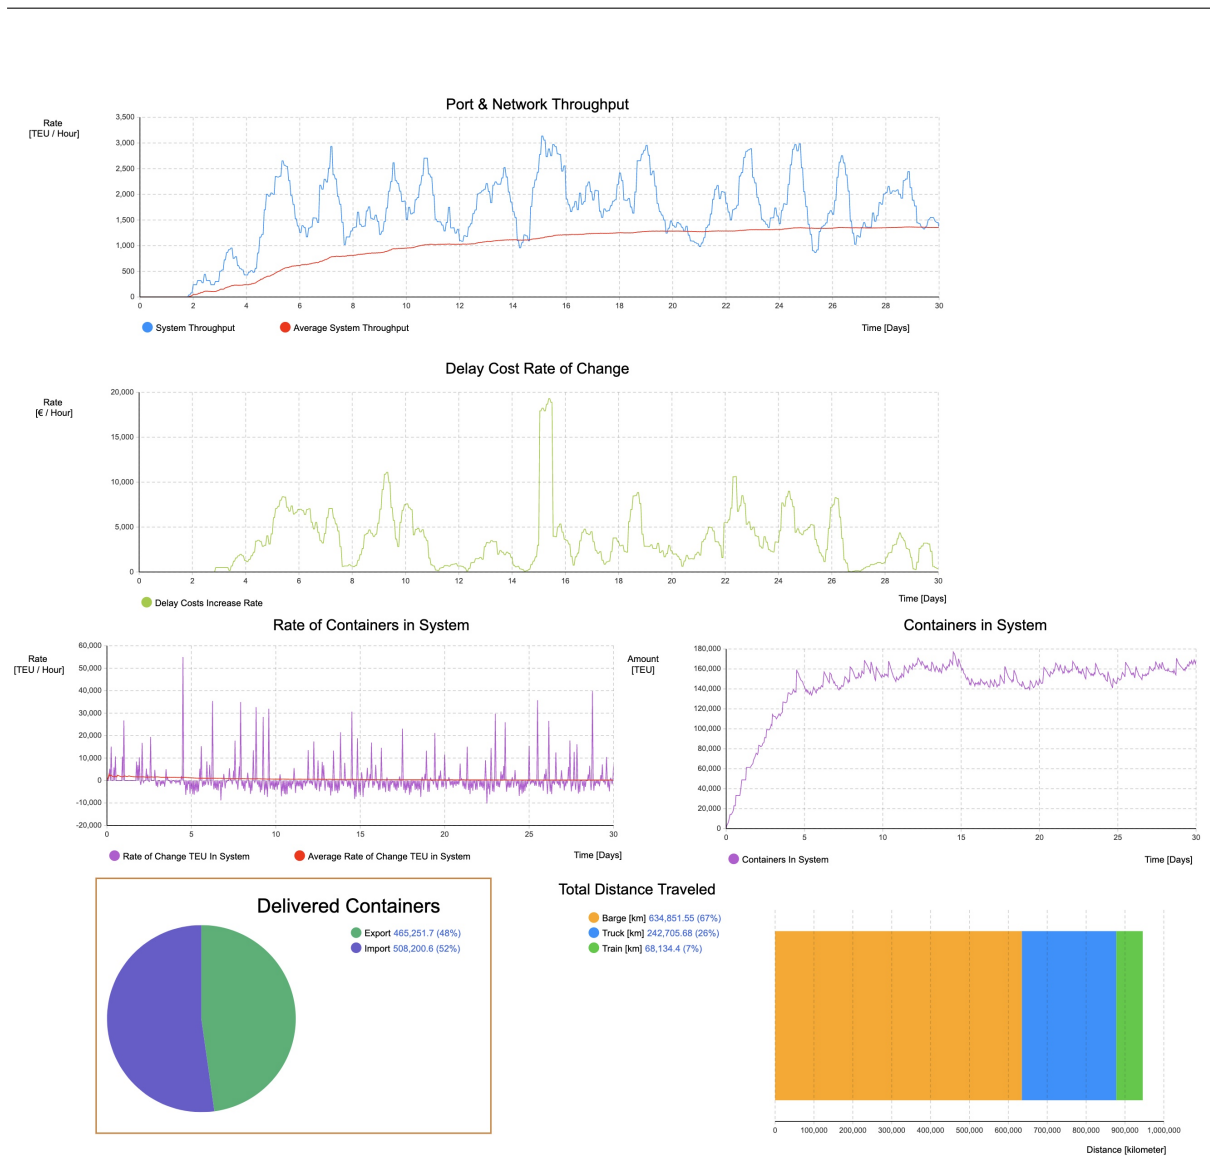 Port & Network Throughput
Rate
[TEU / Hour]
3,500
3,000
2,500
2,000
1,500
1,000
500
0
0 2 4 6 8 10 12 14 16 18 20 22 24 26 28 30
System Throughput Average System Throughput Time [Days]
Delay Cost Rate of Change
Rate
[€ / Hour]
20,000
15,000
10,000
5,000
0
0 2 4 6 8 10 12 14 16 18 20 22 24 26 28 30
Delay Costs Increase Rate Time [Days]
Rate of Containers in System
Rate
[TEU / Hour]
60,000
50,000
40,000
30,000
20,000
10,000
0
-10,000
-20,000
0 5 10 15 20 25 30
Rate of Change TEU In System Average Rate of Change TEU in System Time [Days]
Containers in System
Amount
[TEU]
180,000
160,000
140,000
120,000
100,000
80,000
60,000
40,000
20,000
0
0 5 10 15 20 25 30
Containers In System Time [Days]
Delivered Containers
Export 465,251.7 (48%)
Import 508,200.6 (52%)
Total Distance Traveled
Barge [km] 634,851.55 (67%)
Truck [km] 242,705.68 (26%)
Train [km] 68,134.4 (7%)
0 100,000 200,000 300,000 400,000 500,000 600,000 700,000 800,000 900,000 1,000,000
Distance [kilometer]